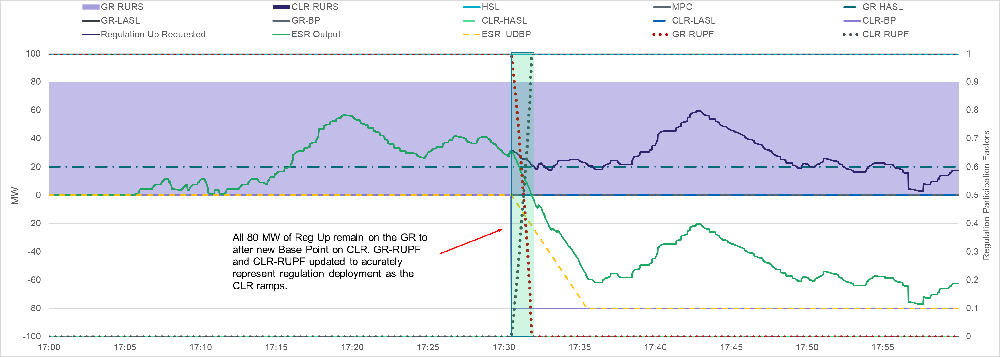 GR-RURS CLR-RURS HSL MPC GR-HASL
GR-LASL GR-BP CLR-HASL CLR-LASL CLR-BP
Regulation Up Requested ESR Output ESR_UDBP GR-RUPF CLR-RUPF
100 1
80 0.9
60 0.8
40 0.7
20 0.6
0 0.5
-20 0.4
-40 0.3
-60 0.2
-80 0.1
-100 0
MW
Regulation Participation Factors
All 80 MW of Reg Up remain on the GR to
after new Base Point on CLR. GR-RUPF
and CLR-RUPF updated to acurately
represent regulation deployment as the
CLR ramps.
17:00 17:05 17:10 17:15 17:20 17:25 17:30 17:35 17:40 17:45 17:50 17:55